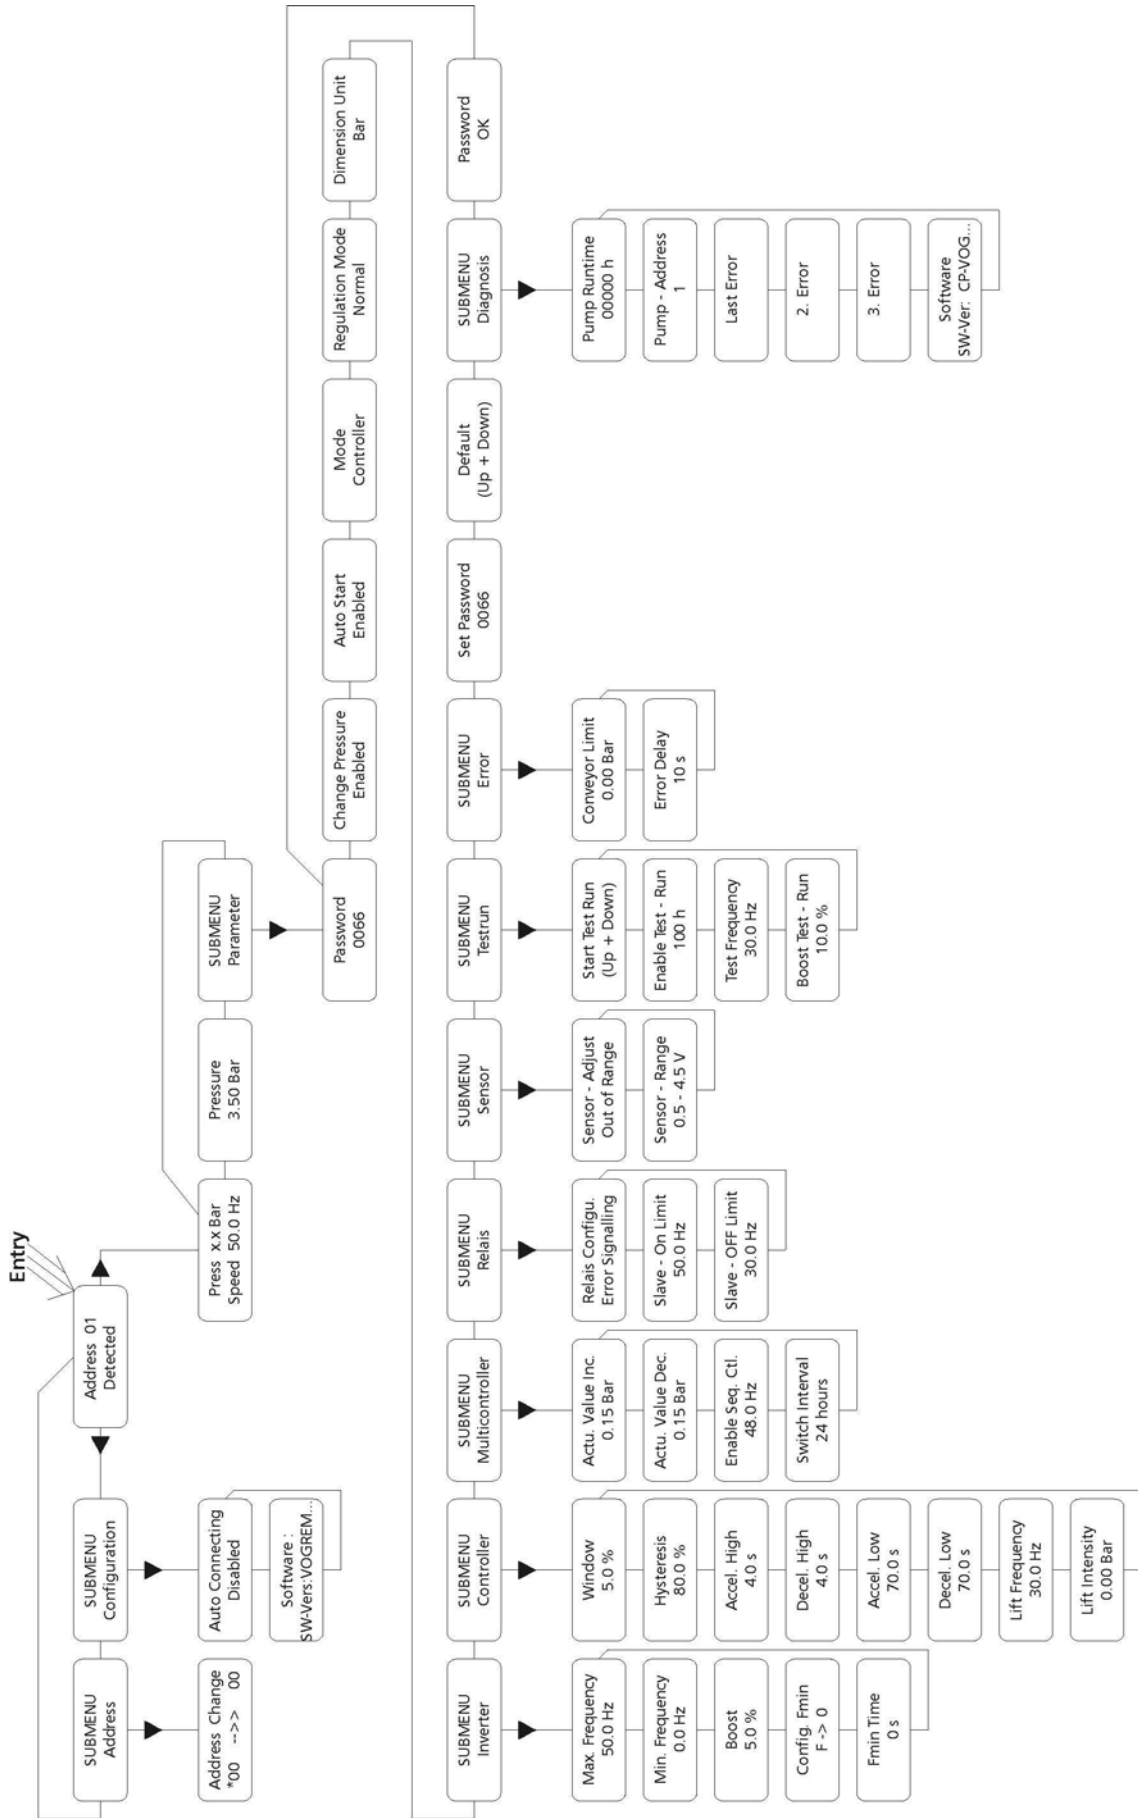 Entry
SUBMENU
Address
SUBMENU
Configuration
Address 01
Detected
Address Change
*00 -->> 00
Auto Connecting
Disabled
Software :
SW-Vers:VOGREM...
Press x.x Bar
Speed 50.0 Hz
Pressure
3.50 Bar
SUBMENU
Parameter
Password
0066
Change Pressure
Enabled
Auto Start
Enabled
Mode
Controller
Regulation Mode
Normal
Dimension Unit
Bar
SUBMENU
Inverter
SUBMENU
Controller
SUBMENU
Multicontroller
SUBMENU
Relais
SUBMENU
Sensor
SUBMENU
Testrun
SUBMENU
Error
Set Password
0066
Default
(Up + Down)
SUBMENU
Diagnosis
Password
OK
Max. Frequency
50.0 Hz
Min. Frequency
0.0 Hz
Boost
5.0 %
Config. Fmin
F -> 0
Fmin Time
0 s
Window
5.0 %
Hysteresis
80.0 %
Accel. High
4.0 s
Decel. High
4.0 s
Accel. Low
70.0 s
Decel. Low
70.0 s
Lift Frequency
30.0 Hz
Lift Intensity
0.00 Bar
Actu. Value Inc.
0.15 Bar
Actu. Value Dec.
0.15 Bar
Enable Seq. Ctl.
48.0 Hz
Switch Interval
24 hours
Relais Configu.
Error Signalling
Slave - On Limit
50.0 Hz
Slave - OFF Limit
30.0 Hz
Sensor - Adjust
Out of Range
Sensor - Range
0.5 - 4.5 V
Start Test Run
(Up + Down)
Enable Test - Run
100 h
Test Frequency
30.0 Hz
Boost Test - Run
10.0 %
Conveyor Limit
0.00 Bar
Error Delay
10 s
Pump Runtime
00000 h
Pump - Address
1
Last Error
2. Error
3. Error
Software
SW-Ver: CP-VOG...